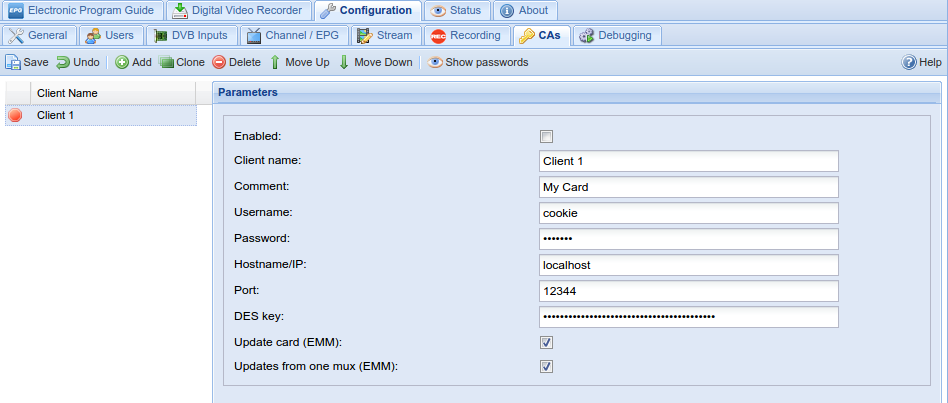 EPG Electronic Program Guide Digital Video Recorder Configuration Status About
General Users DVB Inputs Channel / EPG Stream REC Recording CAs Debugging
Save Undo Add Clone Delete Move Up Move Down Show passwords Help
Client Name Parameters
Client 1
Enabled:
Client name: Client 1
Comment: My Card
Username: cookie
Password: •••••••
Hostname/IP: localhost
Port: 12344
DES key: •••••••••••••••••••••••••••••••••••••••••
Update card (EMM):
Updates from one mux (EMM):